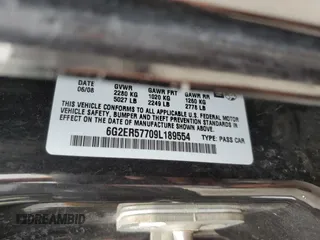 DATE GVWR GAWR FRT GAWR RR
06/08 2280 KG 1020 KG 1260 KG
5027 LB 2249 LB 2778 LB
THIS VEHICLE CONFORMS TO ALL APPLICABLE U.S. FEDERAL MOTOR
VEHICLE SAFETY, BUMPER, AND THEFT PREVENTION STANDARDS IN
EFFECT ON THE DATE OF MANUFACTURE SHOWN ABOVE.
6G2ER57709L189554 TYPE: PASS CAR
DREAMBID